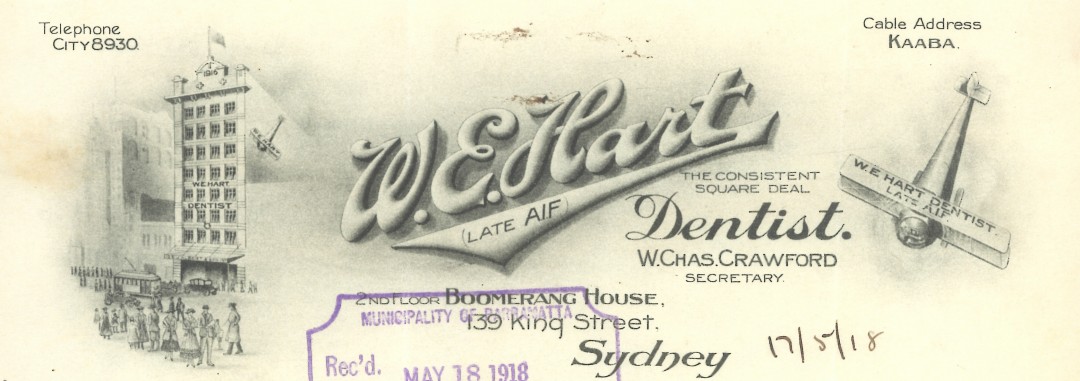 Telephone
CITY 8930.
Cable Address
KAABA.
1916
W.E. HART
DENTIST
W.E. Hart
(LATE AIF)
THE CONSISTENT
SQUARE DEAL
Dentist.
W. CHAS. CRAWFORD
SECRETARY.
W.E HART DENTIST.
LATE AIF
2ND FLOOR BOOMERANG HOUSE,
139 King Street,
Sydney
17/5/18
MUNICIPALITY OF PARRAMATTA
Rec'd. MAY 18 1918